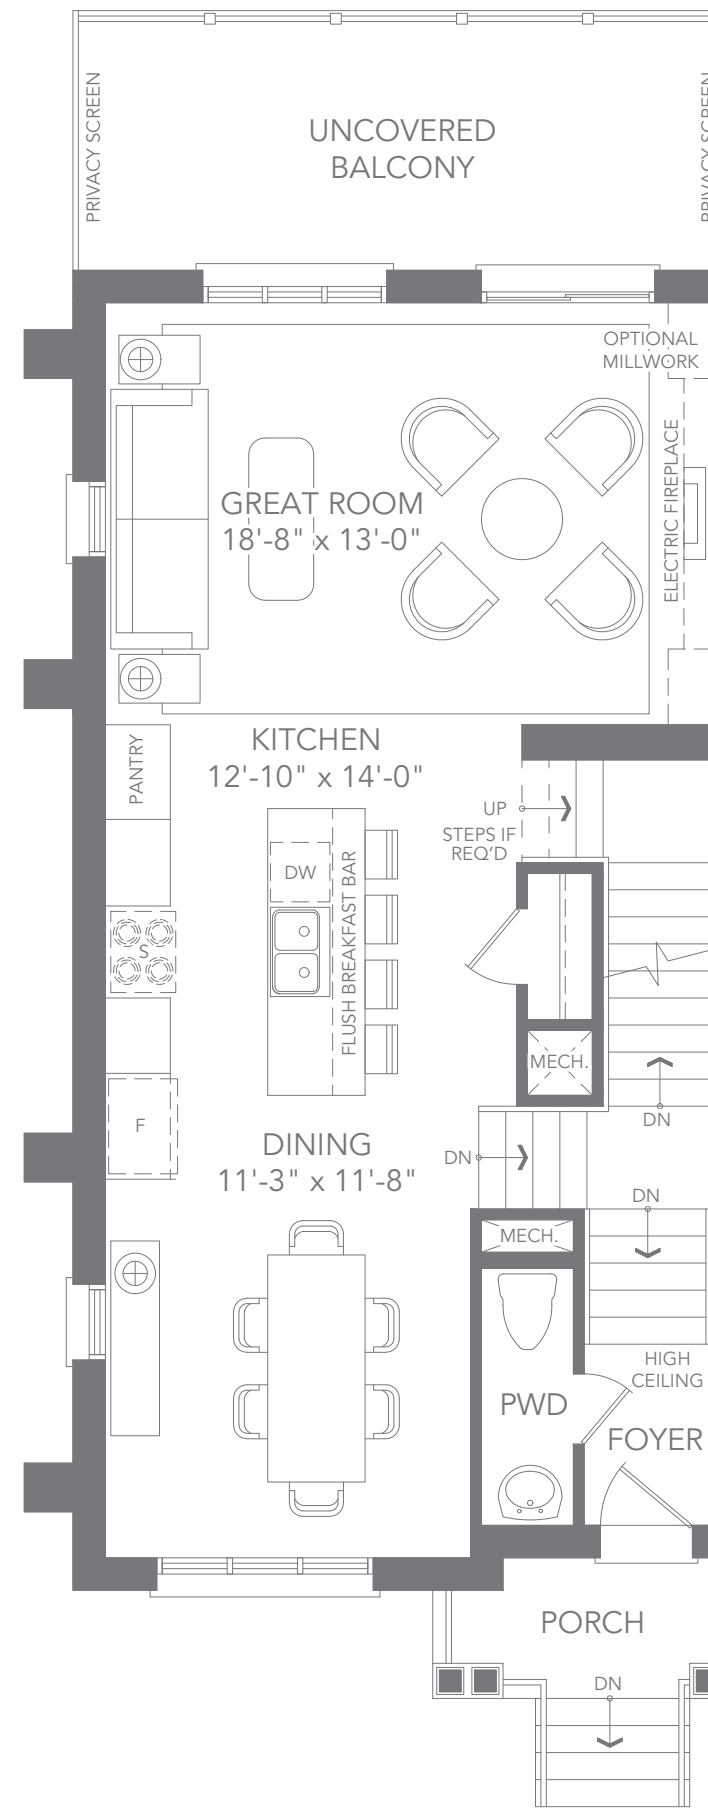 PRIVACY SCREEN
UNCOVERED
BALCONY
PRIVACY SCREEN
OPTIONAL
MILLWORK
ELECTRIC FIREPLACE
GREAT ROOM
18'-8" x 13'-0"
KITCHEN
12'-10" x 14'-0"
PANTRY
UP
STEPS IF
REQ'D
DW
FLUSH BREAKFAST BAR
S
MECH.
F
DN
DINING
11'-3" x 11'-8"
DN
DN
MECH.
HIGH
CEILING
PWD
FOYER
PORCH
DN